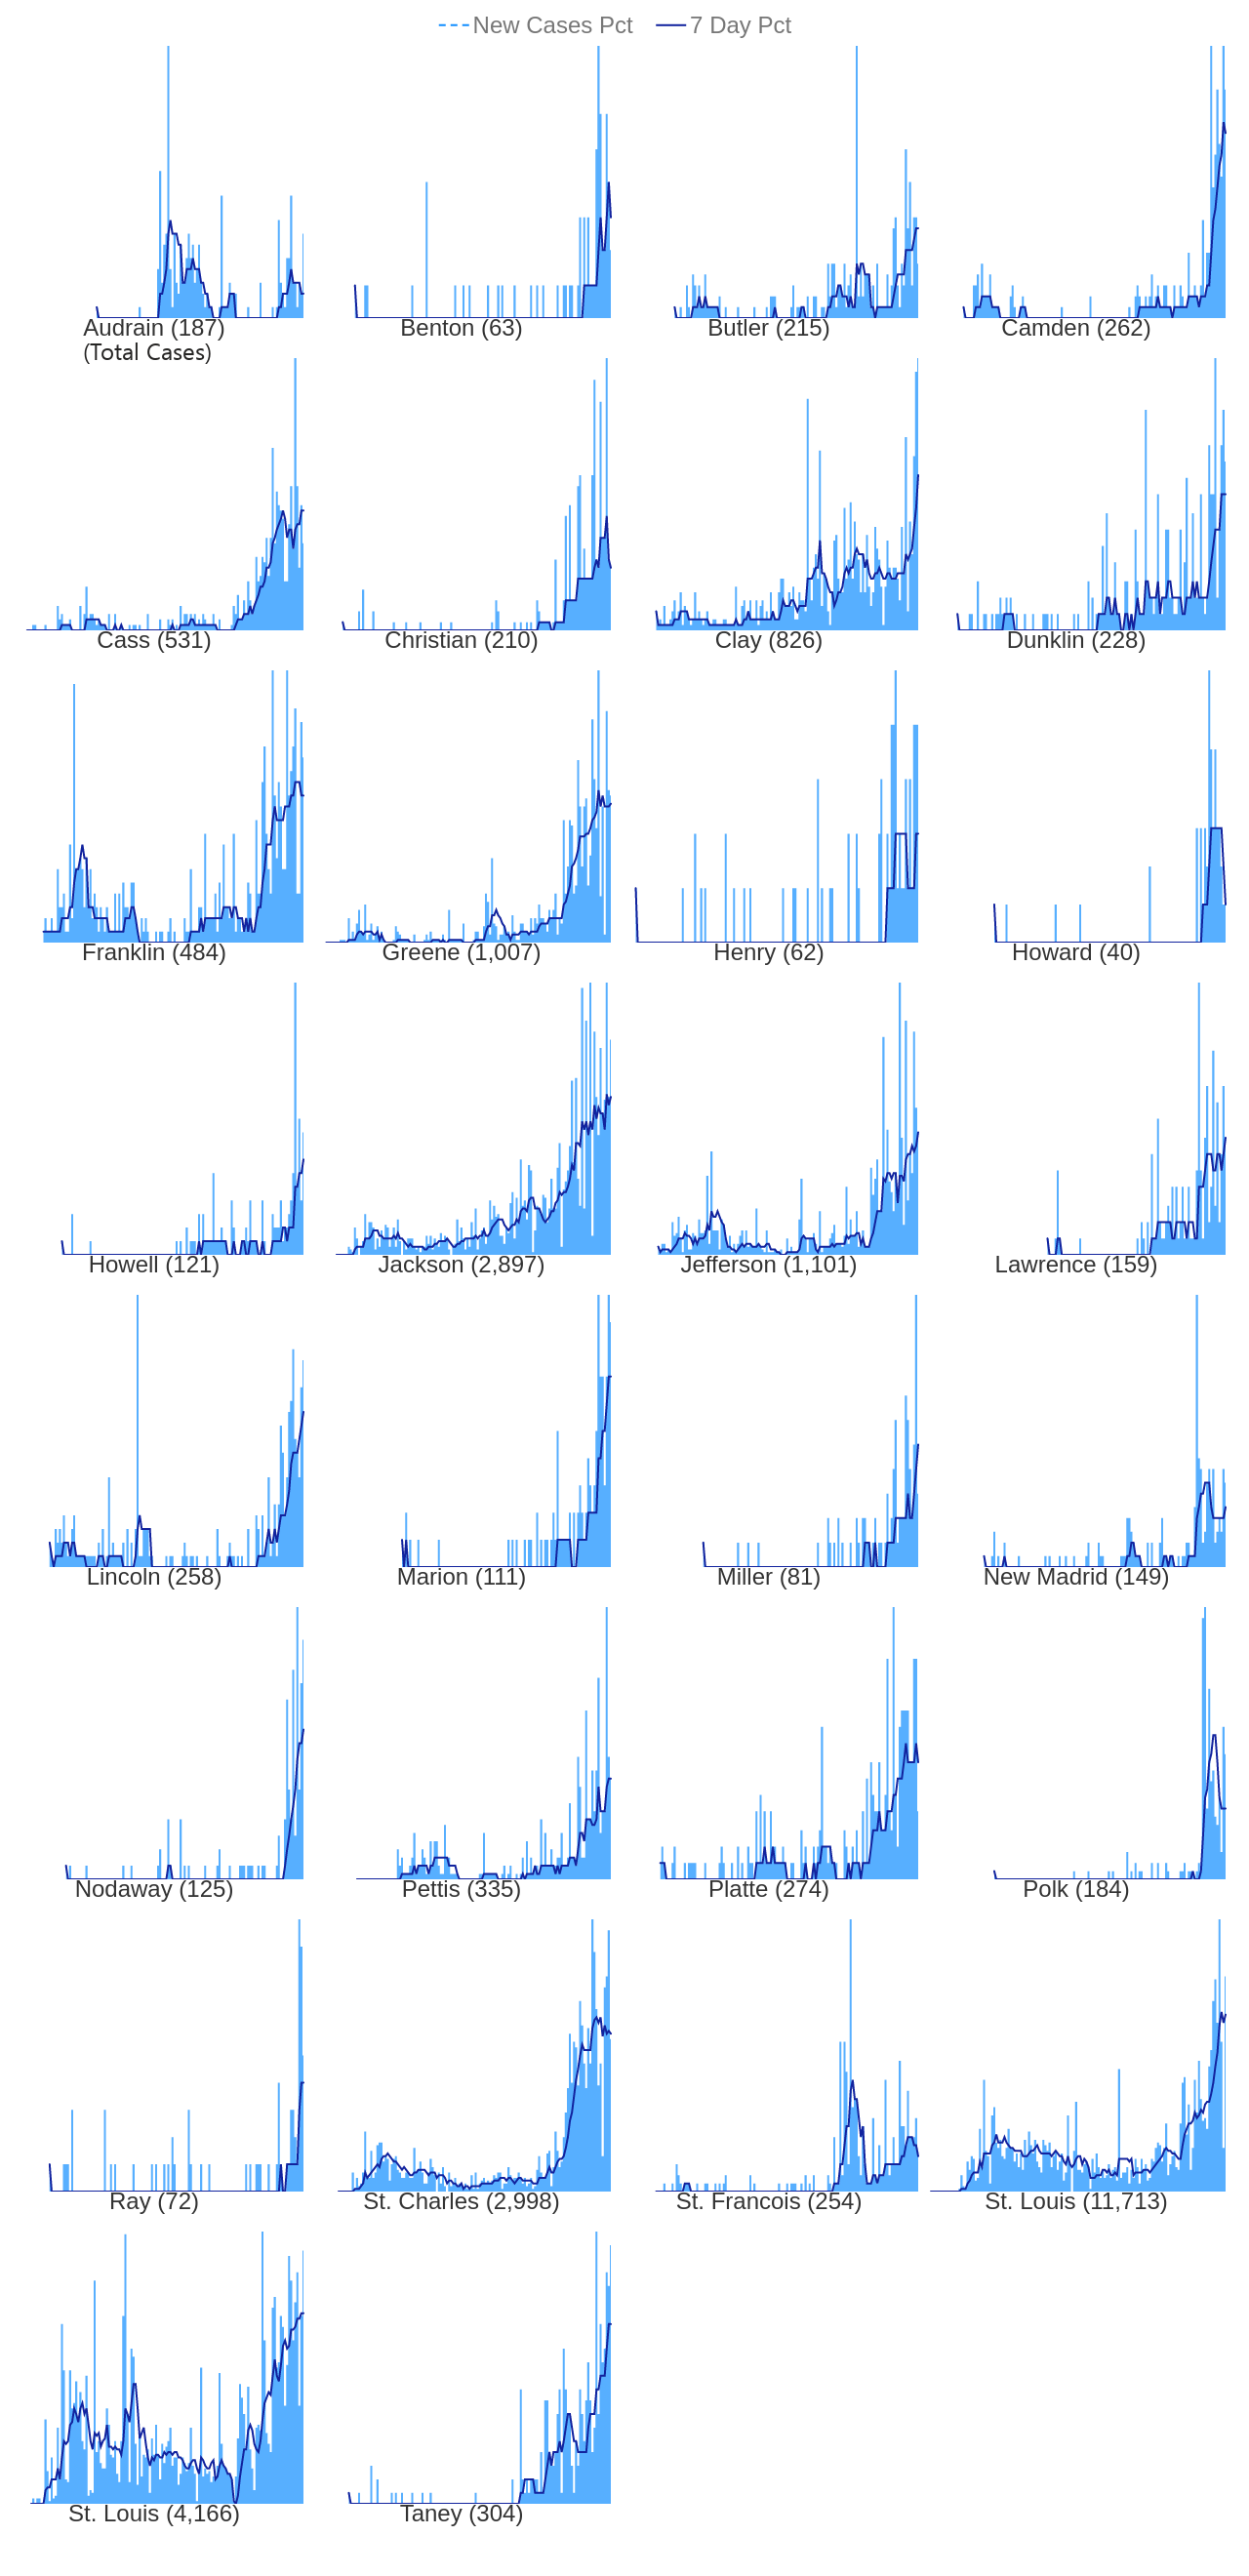 New Cases Pct 7 Day Pct
Audrain (187) Benton (63) Butler (215) Camden (262)
(Total Cases)
Cass (531) Christian (210) Clay (826) Dunklin (228)
Franklin (484) Greene (1,007) Henry (62) Howard (40)
Howell (121) Jackson (2,897) Jefferson (1,101) Lawrence (159)
Lincoln (258) Marion (111) Miller (81) New Madrid (149)
Nodaway (125) Pettis (335) Platte (274) Polk (184)
Ray (72) St. Charles (2,998) St. Francois (254) St. Louis (11,713)
St. Louis (4,166) Taney (304)